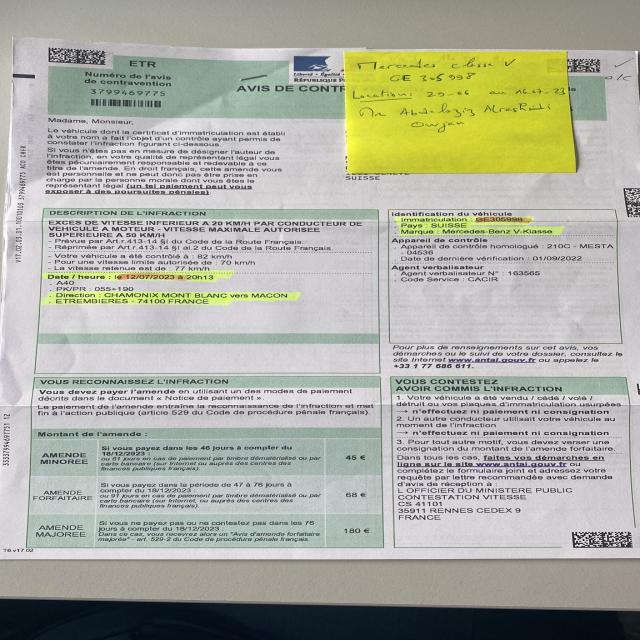 ETR
Numéro de l'avis
de contravention
3799469775
Liberté • Égalité
RÉPUBLIQUE
AVIS DE CONTR
Mercedes classe V
GE 305998
Location: 29-06 au 16.07-23
Mr Abdulaziz
Madame, Monsieur,
Le véhicule dont le certificat d'immatriculation est établi
à votre nom a fait l'objet d'un contrôle ayant permis de
constater l'infraction figurant ci-dessous.
Si vous n'êtes pas en mesure de désigner l'auteur de
l'infraction, en votre qualité de représentant légal vous
êtes pécuniairement responsable et redevable à ce
titre de l'amende. En droit français, cette amende vous
est personnelle et ne peut donc pas être prise en
charge par la personne morale dont vous êtes le
représentant légal (un tel paiement peut vous
exposer à des poursuites pénales)
SUISSE
DESCRIPTION DE L'INFRACTION
EXCES DE VITESSE INFERIEUR A 20 KM/H PAR CONDUCTEUR DE
VEHICULE A MOTEUR - VITESSE MAXIMALE AUTORISEE
SUPERIEURE A 50 KM/H
- Prévue par Art.r.413-14 §i du Code de la Route Français.
- Réprimée par Art.r.413-14 §i al.2 du Code de la Route Français.
- Votre véhicule a été contrôlé à : 82 km/h
- Pour une vitesse limite autorisée de : 70 km/h
- La vitesse retenue est de : 77 km/h
Date / heure : le 12/07/2023 à 20h13
- A40
- PK/PR : 055+190
- Direction : CHAMONIX MONT BLANC vers MACON
- ETREMBIERES - 74100 FRANCE
Identification du véhicule
Immatriculation : GE305998
Pays : SUISSE
Marque : Mercedes-Benz V-Klasse
Appareil de contrôle
- Appareil de contrôle homologué : 210C - MESTA
- 04536
- Date de dernière vérification : 01/09/2022
Agent verbalisateur
- Agent verbalisateur N° : 163565
- Code Service : CACIR
Pour plus de renseignements sur cet avis, vos
démarches ou le suivi de votre dossier, consultez le
site Internet www.antai.gouv.fr ou appelez le
+33 1 77 686 611.
VOUS RECONNAISSEZ L'INFRACTION
Vous devez payer l'amende en utilisant un des modes de paiement
décrits dans le document « Notice de paiement ».
Le paiement de l'amende entraîne la reconnaissance de l'infraction et met
fin à l'action publique (article 529 du Code de procédure pénale français).
Montant de l'amende :
AMENDE
MINOREE
Si vous payez dans les 46 jours à compter du
18/12/2023 :
ou 61 jours en cas de paiement par timbre dématérialisé ou par
carte bancaire (sur Internet ou auprès des centres des
finances publiques français).
45 €
AMENDE
FORFAITAIRE
Si vous payez dans la période de 47 à 76 jours
à compter du 18/12/2023 :
ou 91 jours en cas de paiement par timbre dématérialisé ou par
carte bancaire (sur Internet ou auprès des centres des
finances publiques français)
68 €
AMENDE
MAJOREE
Si vous ne payez pas ou ne contestez pas dans les 76
jours à compter du 18/12/2023 :
Dans ce cas, vous recevrez alors un "Avis d'amende forfaitaire
majorée" - art. 529-2 du Code de procédure pénale français.
180 €
VOUS CONTESTEZ
AVOIR COMMIS L'INFRACTION
1. Votre véhicule a été vendu / cédé / volé /
détruit ou vos plaques d'immatriculation usurpées
→ n'effectuez ni paiement ni consignation
2. Un autre conducteur utilisait votre véhicule au
moment de l'infraction
→ n'effectuez ni paiement ni consignation
3. Pour tout autre motif, vous devez verser une
consignation du montant de l'amende forfaitaire.
Dans tous les cas, faites vos démarches en
ligne sur le site www.antai.gouv.fr ou
complétez le formulaire joint et adressez votre
requête par lettre recommandée avec demande
d'avis de réception à :
L OFFICIER DU MINISTERE PUBLIC
CONTESTATION VITESSE
CS 41101
35911 RENNES CEDEX 9
FRANCE
T6 v17.02